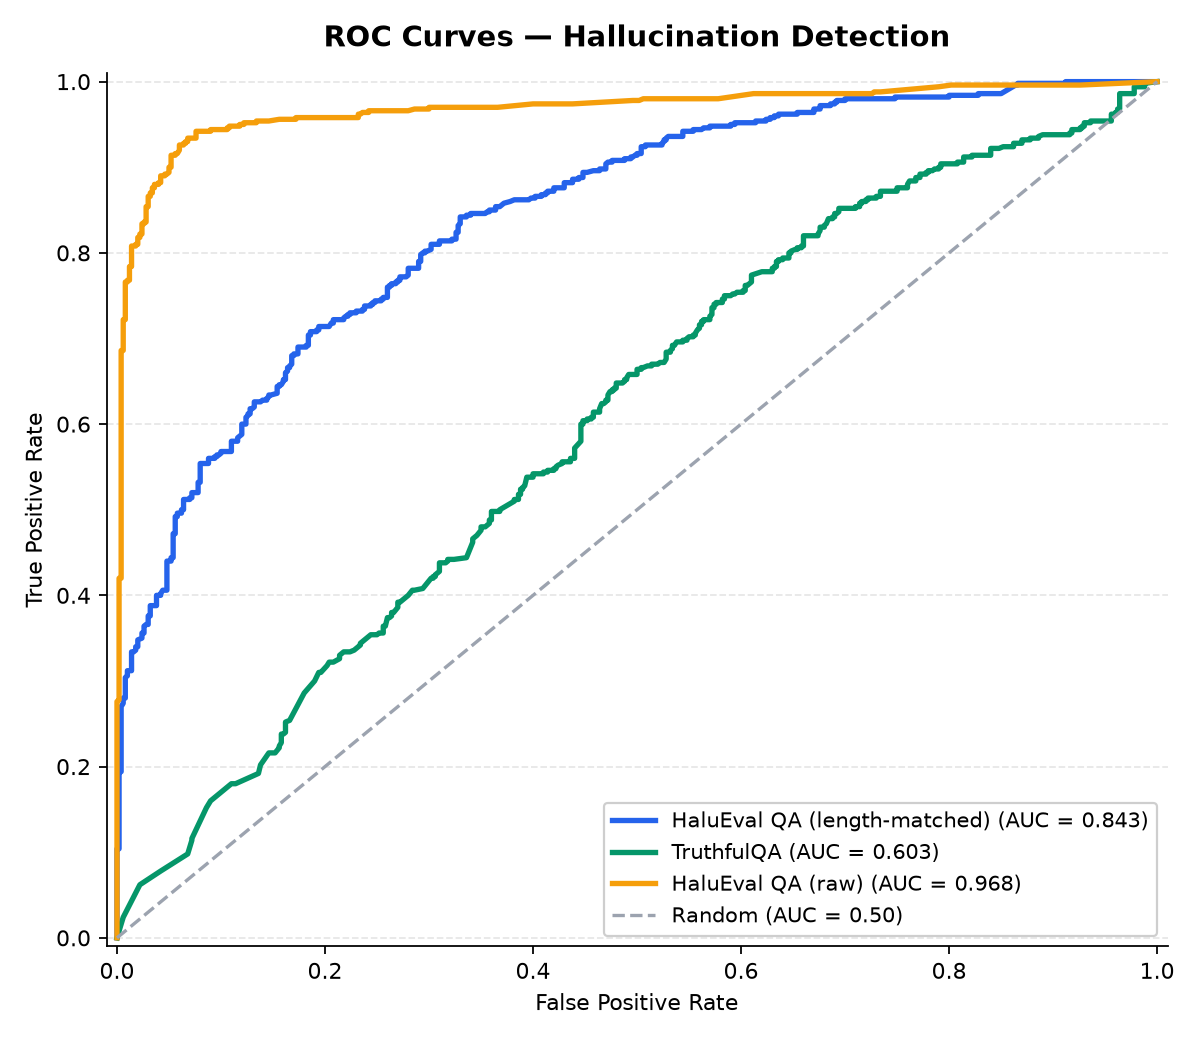 ROC Curves — Hallucination Detection
1.0
0.8
0.6
0.4
0.2
0.0
True Positive Rate
HaluEval QA (length-matched) (AUC = 0.843)
TruthfulQA (AUC = 0.603)
HaluEval QA (raw) (AUC = 0.968)
Random (AUC = 0.50)
0.0 0.2 0.4 0.6 0.8 1.0
False Positive Rate